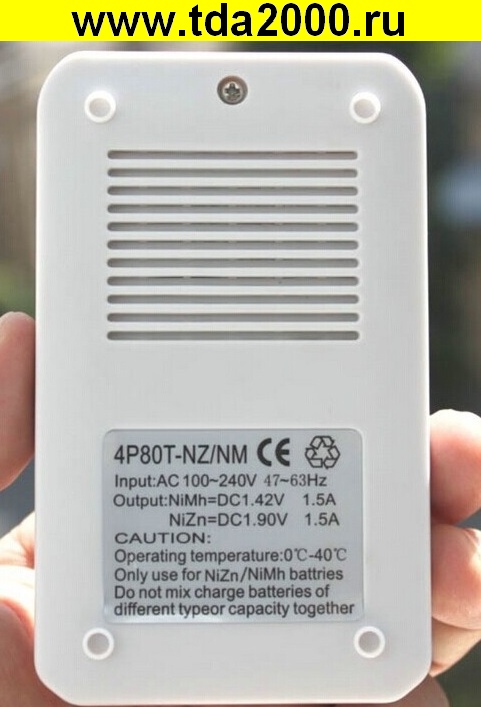 www.tda2000.ru
4P80T-NZ/NM CE
Input:AC 100~240V 47~63Hz
Output:NiMh=DC1.42V 1.5A
NiZn=DC1.90V 1.5A
CAUTION:
Operating temperature:0℃-40℃
Only use for NiZn/NiMh battries
Do not mix charge batteries of
different typeor capacity together